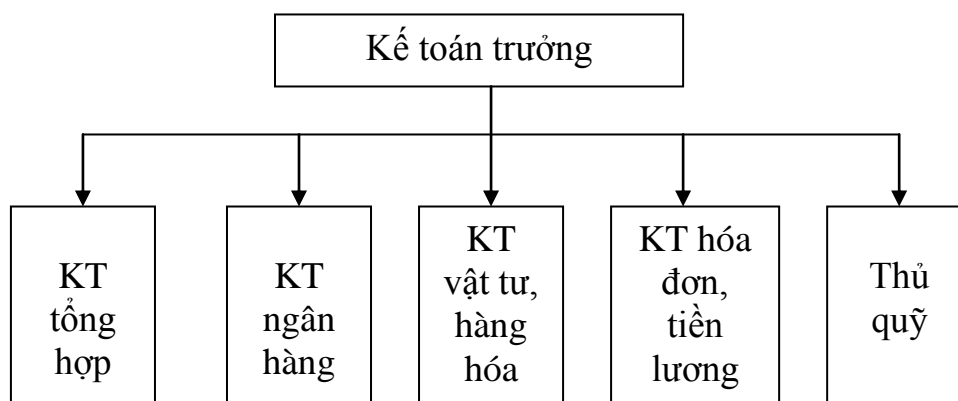 Kế toán trưởng
KT
tổng
hợp
KT
ngân
hàng
KT
vật tư,
hàng
hóa
KT hóa
đơn,
tiền
lương
Thủ
quỹ